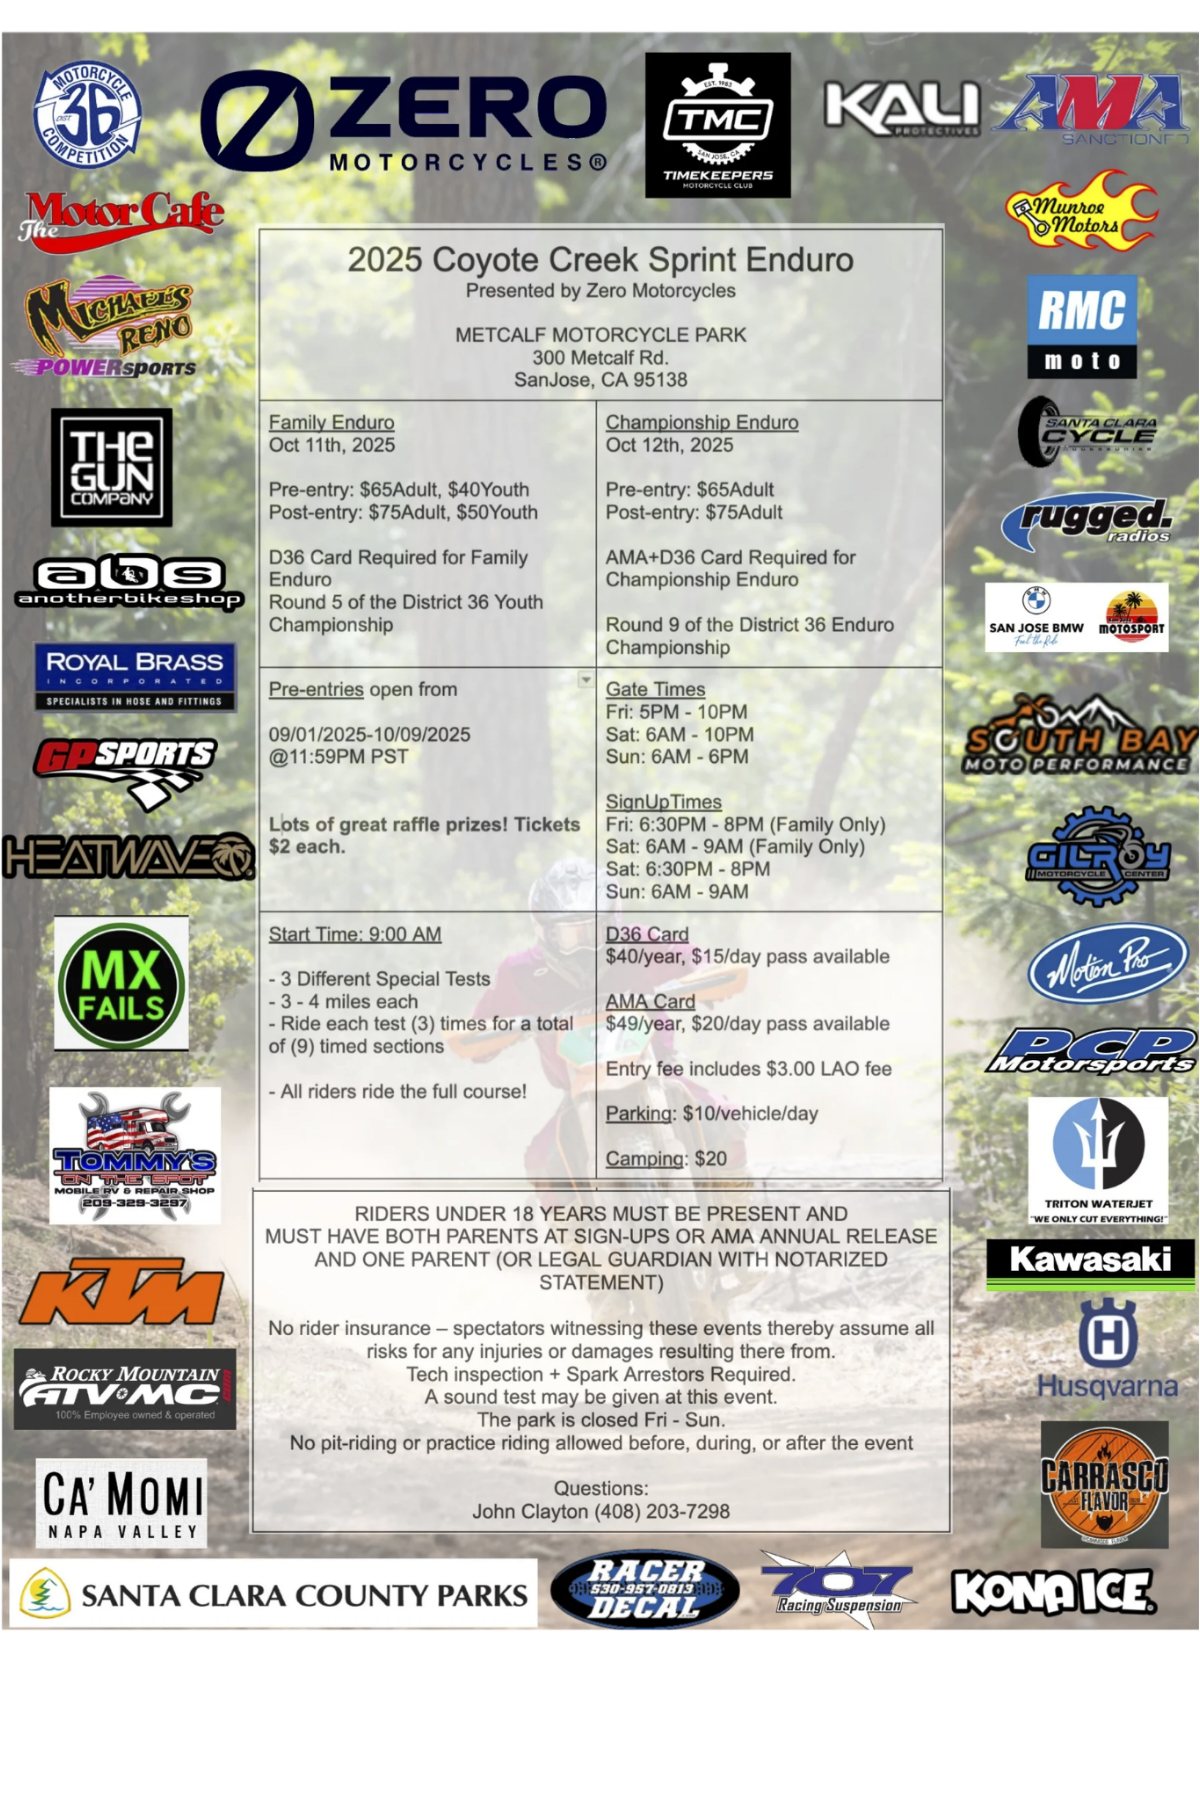 MOTORCYCLE
DIST 36
COMPETITION
ZERO
MOTORCYCLES®
EST. 1983
TMC
SAN JOSE, CA
TIMEKEEPERS
MOTORCYCLE CLUB
KALI
PROTECTIVES
AMA
SANCTIONED
The Motor Cafe
Munroe
Motors
MICHAEL'S
RENO
POWERSPORTS
RMC
moto
THE
GUN
COMPANY
SANTA CLARA
CYCLE
abs
anotherbikeshop
rugged.
radios
ROYAL BRASS
INCORPORATED
SPECIALISTS IN HOSE AND FITTINGS
SAN JOSE BMW
Feel the Ride
MOTOSPORT
GP SPORTS
SOUTH BAY
MOTO PERFORMANCE
HEATWAVE
GILROY
MOTORCYCLE CENTER
MX
FAILS
Motion Pro
PCP
Motorsports
TOMMY'S
ON THE SPOT
MOBILE RV & REPAIR SHOP
209-329-3297
TRITON WATERJET
"WE ONLY CUT EVERYTHING!"
KTM
Kawasaki
ROCKY MOUNTAIN
ATV MC
.COM
100% Employee owned & operated
Husqvarna
CA' MOMI
NAPA VALLEY
CARRASCO
FLAVOR
2025 Coyote Creek Sprint Enduro
Presented by Zero Motorcycles
METCALF MOTORCYCLE PARK
300 Metcalf Rd.
SanJose, CA 95138
Family Enduro
Oct 11th, 2025
Pre-entry: $65Adult, $40Youth
Post-entry: $75Adult, $50Youth
D36 Card Required for Family
Enduro
Round 5 of the District 36 Youth
Championship
Championship Enduro
Oct 12th, 2025
Pre-entry: $65Adult
Post-entry: $75Adult
AMA+D36 Card Required for
Championship Enduro
Round 9 of the District 36 Enduro
Championship
Pre-entries open from
09/01/2025-10/09/2025
@11:59PM PST
Lots of great raffle prizes! Tickets
$2 each.
Gate Times
Fri: 5PM - 10PM
Sat: 6AM - 10PM
Sun: 6AM - 6PM
SignUpTimes
Fri: 6:30PM - 8PM (Family Only)
Sat: 6AM - 9AM (Family Only)
Sat: 6:30PM - 8PM
Sun: 6AM - 9AM
Start Time: 9:00 AM
- 3 Different Special Tests
- 3 - 4 miles each
- Ride each test (3) times for a total
of (9) timed sections
- All riders ride the full course!
D36 Card
$40/year, $15/day pass available
AMA Card
$49/year, $20/day pass available
Entry fee includes $3.00 LAO fee
Parking: $10/vehicle/day
Camping: $20
RIDERS UNDER 18 YEARS MUST BE PRESENT AND
MUST HAVE BOTH PARENTS AT SIGN-UPS OR AMA ANNUAL RELEASE
AND ONE PARENT (OR LEGAL GUARDIAN WITH NOTARIZED
STATEMENT)
No rider insurance – spectators witnessing these events thereby assume all
risks for any injuries or damages resulting there from.
Tech inspection + Spark Arrestors Required.
A sound test may be given at this event.
The park is closed Fri - Sun.
No pit-riding or practice riding allowed before, during, or after the event
Questions:
John Clayton (408) 203-7298
SANTA CLARA COUNTY PARKS
RACER
530-957-0813
DECAL
.com
707
Racing Suspension
KONA ICE.